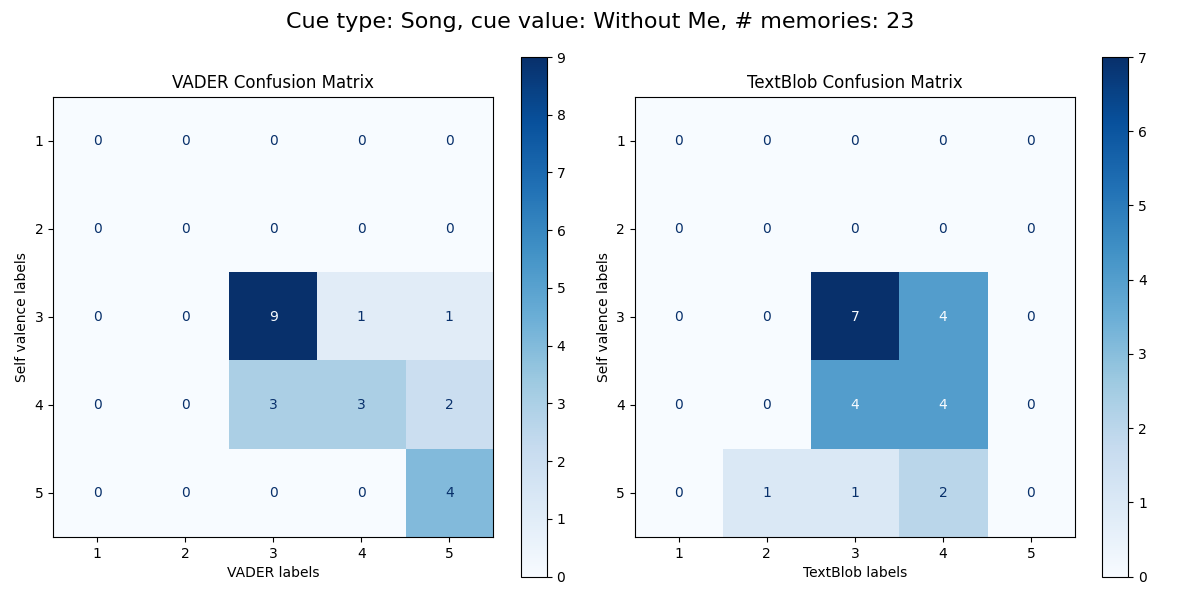 Cue type: Song, cue value: Without Me, # memories: 23
VADER Confusion Matrix
Self valence labels
1 0 0 0 0 0
2 0 0 0 0 0
3 0 0 9 1 1
4 0 0 3 3 2
5 0 0 0 0 4
1 2 3 4 5
VADER labels
9
8
7
6
5
4
3
2
1
0
TextBlob Confusion Matrix
Self valence labels
1 0 0 0 0 0
2 0 0 0 0 0
3 0 0 7 4 0
4 0 0 4 4 0
5 0 1 1 2 0
1 2 3 4 5
TextBlob labels
7
6
5
4
3
2
1
0